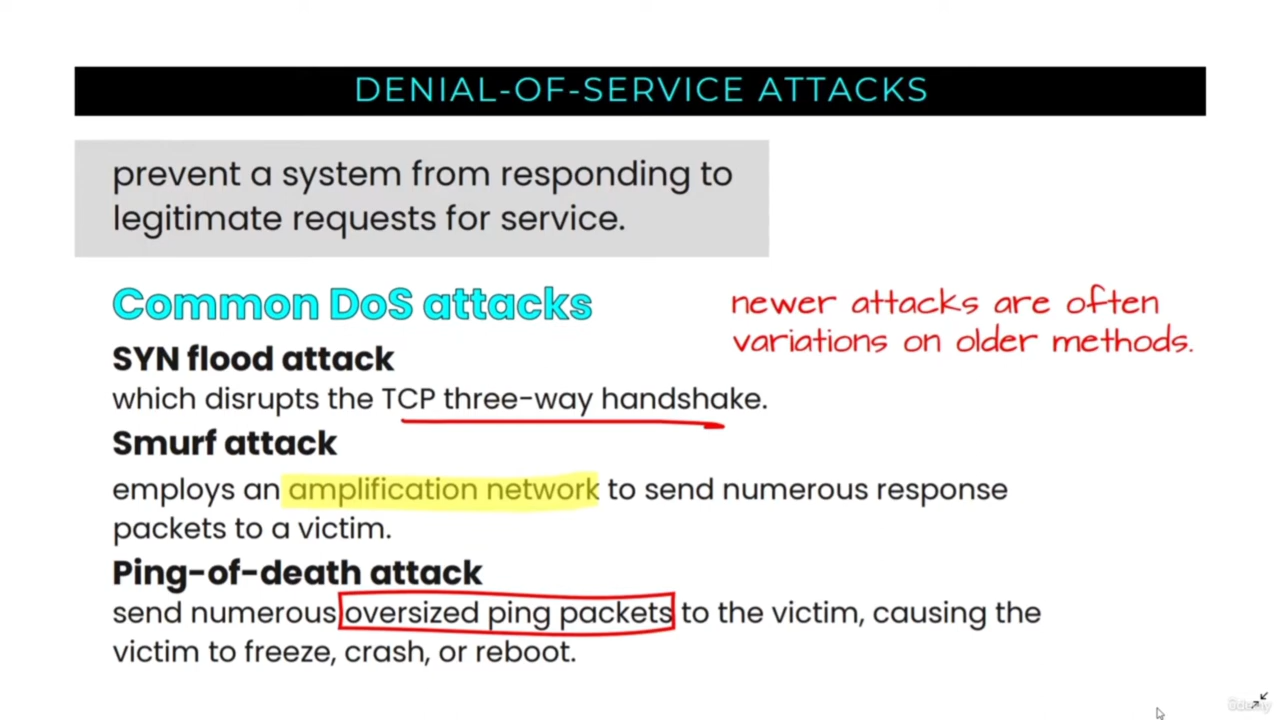 DENIAL-OF-SERVICE ATTACKS
prevent a system from responding to
legitimate requests for service.
Common DoS attacks
newer attacks are often
variations on older methods.
SYN flood attack
which disrupts the TCP three-way handshake.
Smurf attack
employs an amplification network to send numerous response
packets to a victim.
Ping-of-death attack
send numerous oversized ping packets to the victim, causing the
victim to freeze, crash, or reboot.
Udemy